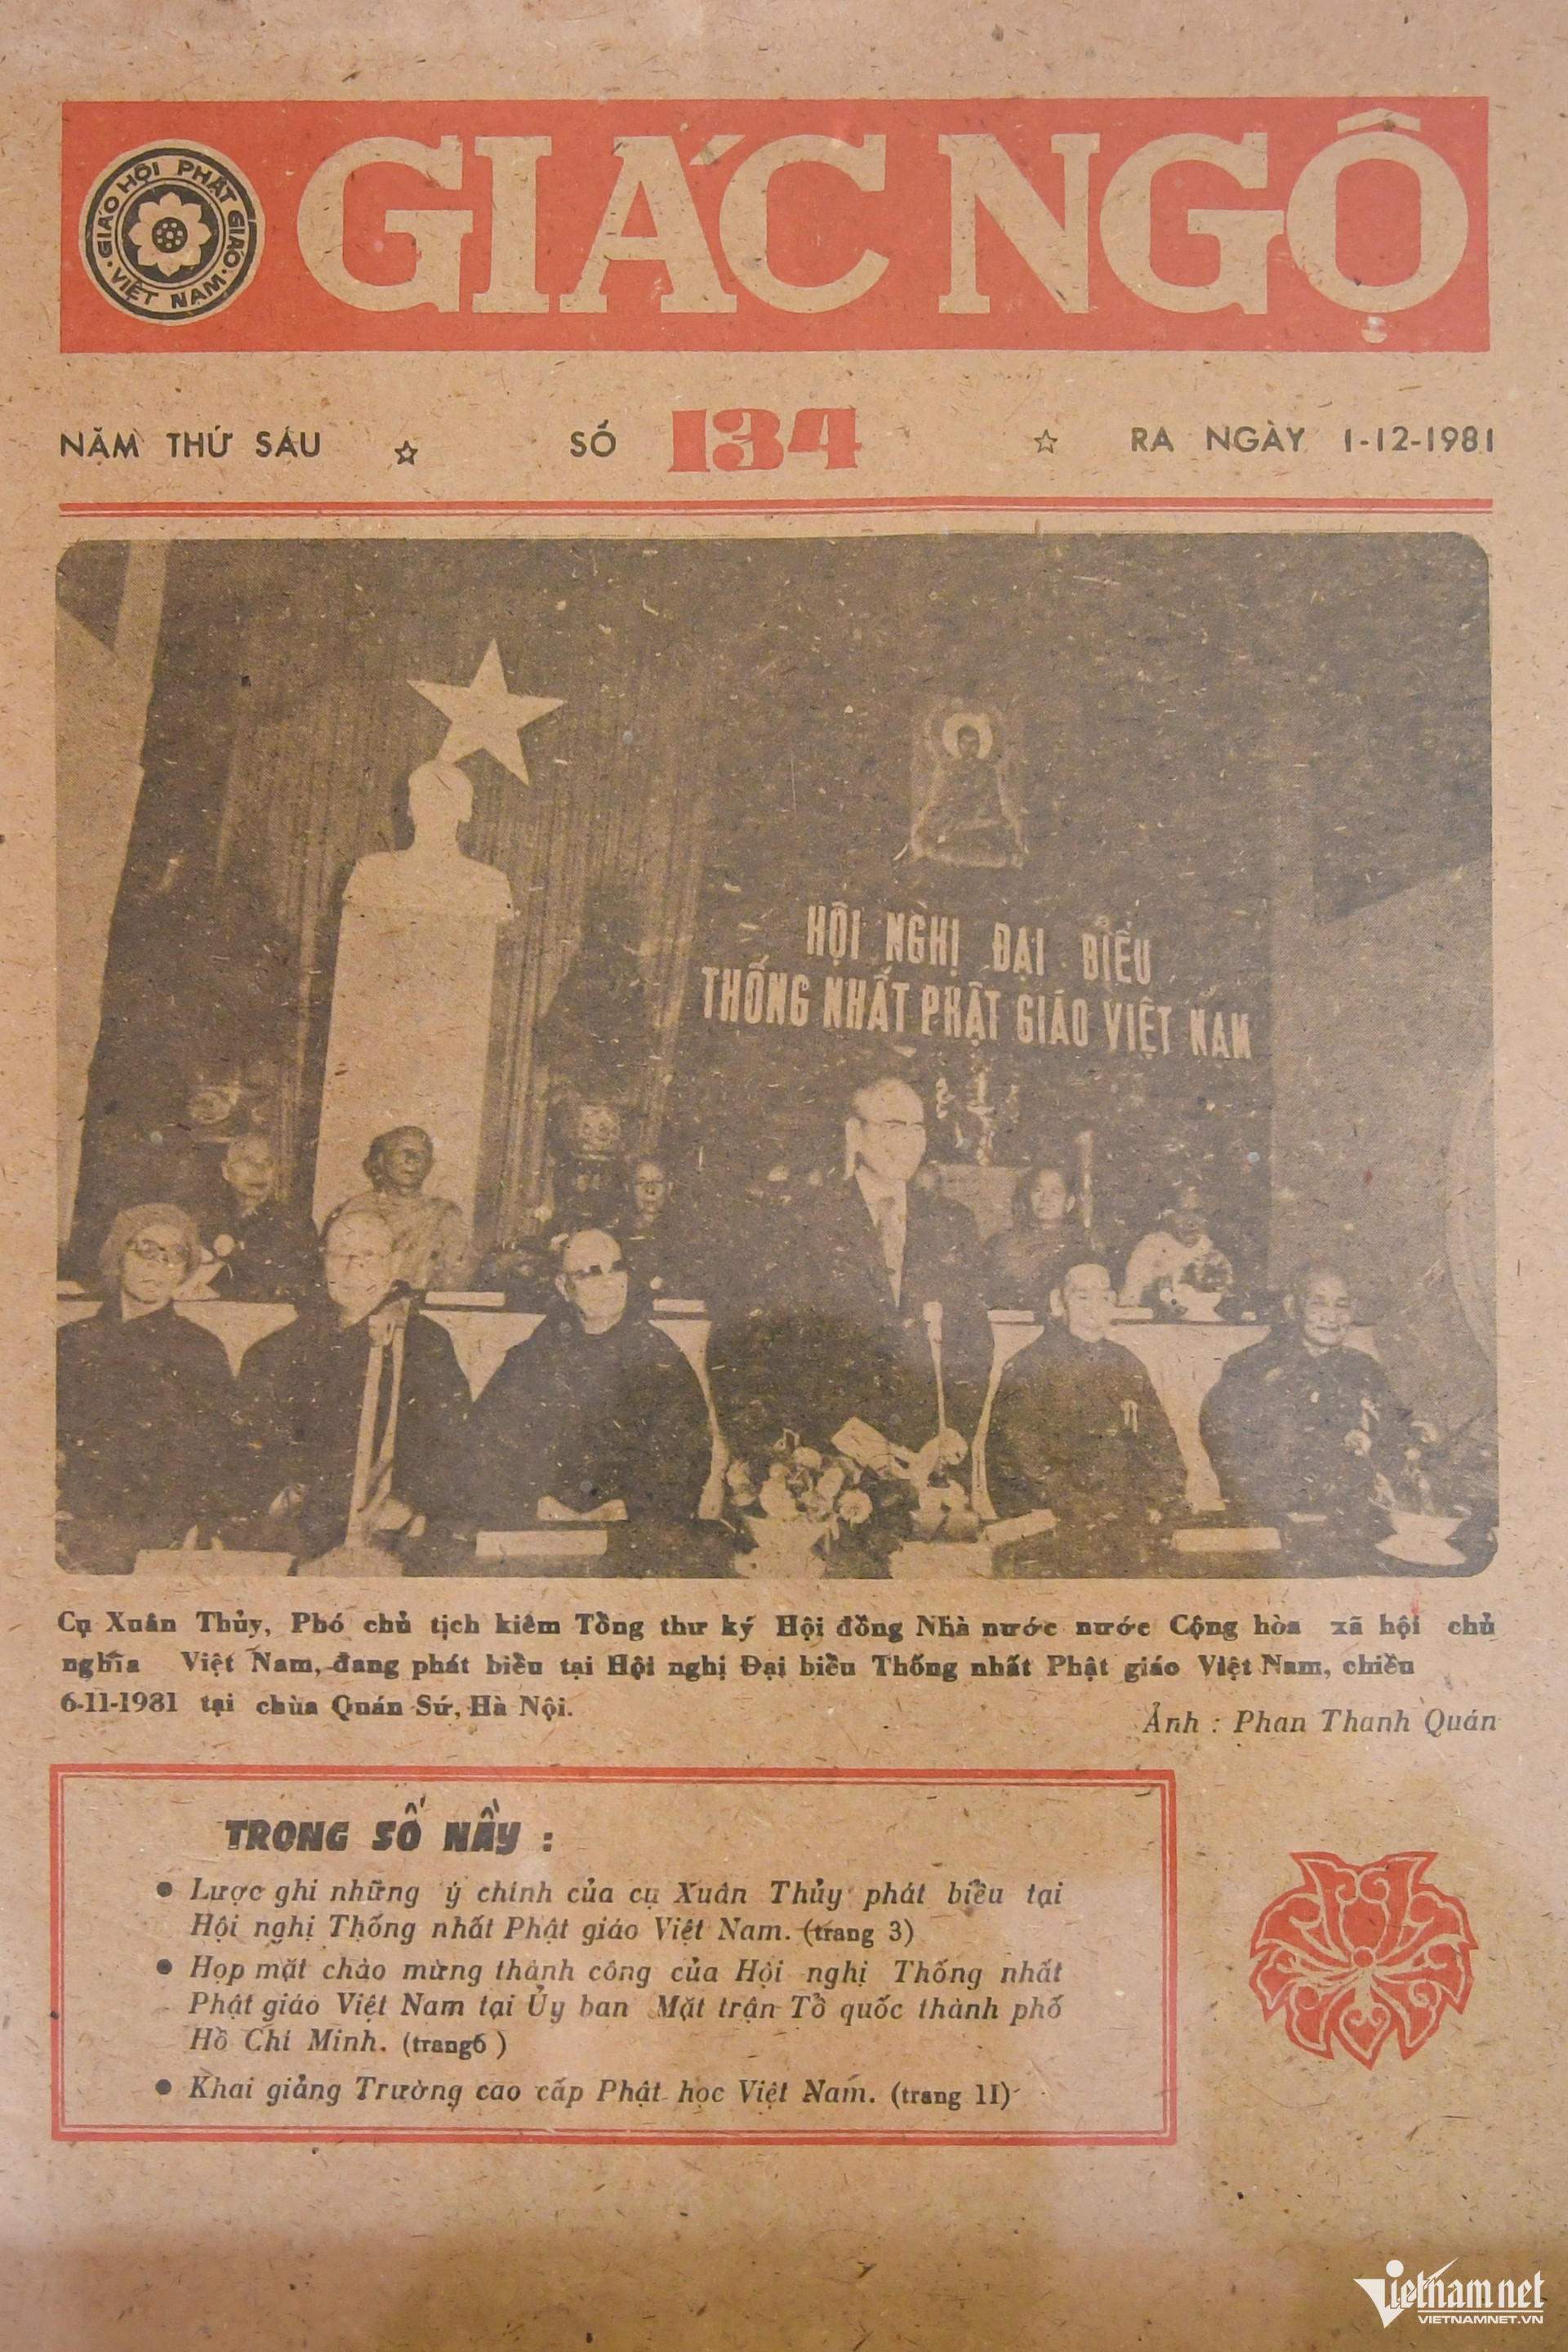 GIÁO HỘI PHẬT GIÁO
VIỆT NAM
GIÁC NGỘ
NĂM THỨ SÁU ☆ SỐ 134 ☆ RA NGÀY 1-12-1981
HỘI NGHỊ ĐẠI BIỂU
THỐNG NHẤT PHẬT GIÁO VIỆT NAM
Cụ Xuân Thủy, Phó chủ tịch kiêm Tổng thư ký Hội đồng Nhà nước nước Cộng hòa xã hội chủ
nghĩa Việt Nam, đang phát biểu tại Hội nghị Đại biểu Thống nhất Phật giáo Việt Nam, chiều
6-11-1981 tại chùa Quán Sứ, Hà Nội.
Ảnh : Phan Thanh Quán
TRONG SỐ NẦY :
● Lược ghi những ý chính của cụ Xuân Thủy phát biểu tại
Hội nghị Thống nhất Phật giáo Việt Nam. (trang 3)
● Họp mặt chào mừng thành công của Hội nghị Thống nhất
Phật giáo Việt Nam tại Ủy ban Mặt trận Tổ quốc thành phố
Hồ Chí Minh. (trang6 )
● Khai giảng Trường cao cấp Phật học Việt Nam. (trang 1I)
Vietnamnet
VIETNAMNET.VN